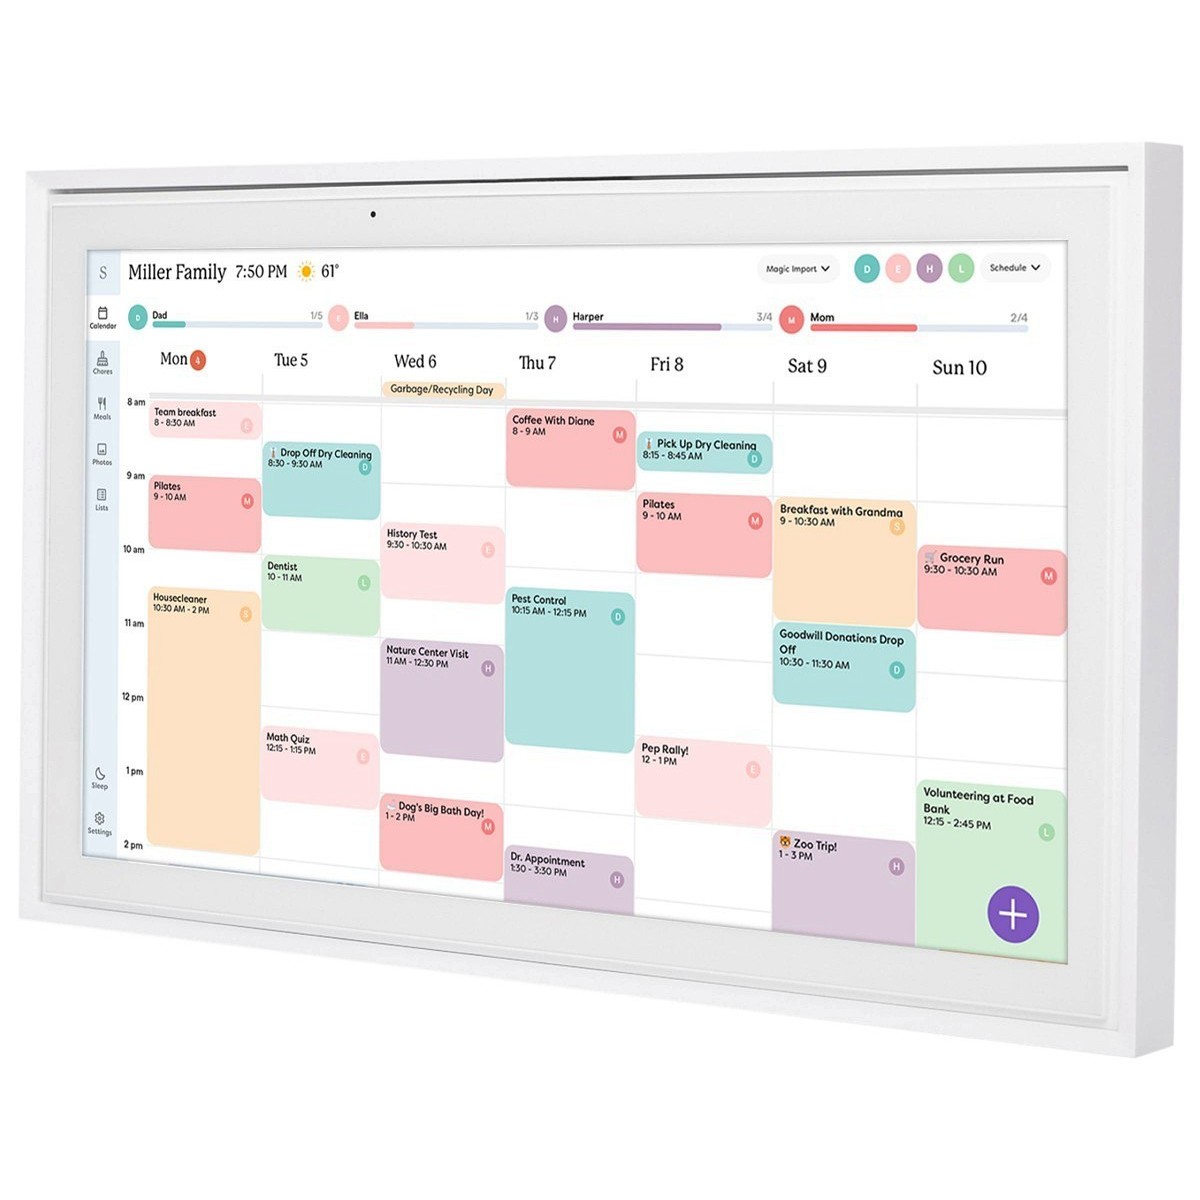 S
Miller Family 7:50 PM 61°
Magic Import
D E H L
Schedule
D Dad 1/5
E Ella 1/3
H Harper 3/4
M Mom 2/4
Calendar
Chores
Meals
Photos
Lists
Sleep
Settings
Mon 4
Tue 5
Wed 6
Thu 7
Fri 8
Sat 9
Sun 10
Garbage/Recycling Day
8 am
9 am
10 am
11 am
12 pm
1 pm
2 pm
Team breakfast
8 - 8:30 AM
E
Pilates
9 - 10 AM
M
Housecleaner
10:30 AM - 2 PM
S
Drop Off Dry Cleaning
8:30 - 9:30 AM
D
Dentist
10 - 11 AM
L
Math Quiz
12:15 - 1:15 PM
E
History Test
9:30 - 10:30 AM
E
Nature Center Visit
11 AM - 12:30 PM
H
Dog's Big Bath Day!
1 - 2 PM
M
Coffee With Diane
8 - 9 AM
M
Pest Control
10:15 AM - 12:15 PM
D
Dr. Appointment
1:30 - 3:30 PM
H
Pick Up Dry Cleaning
8:15 - 8:45 AM
D
Pilates
9 - 10 AM
M
Pep Rally!
12 - 1 PM
E
Breakfast with Grandma
9 - 10:30 AM
S
Goodwill Donations Drop
Off
10:30 - 11:30 AM
D
Zoo Trip!
1 - 3 PM
H
Grocery Run
9:30 - 10:30 AM
M
Volunteering at Food
Bank
12:15 - 2:45 PM
L